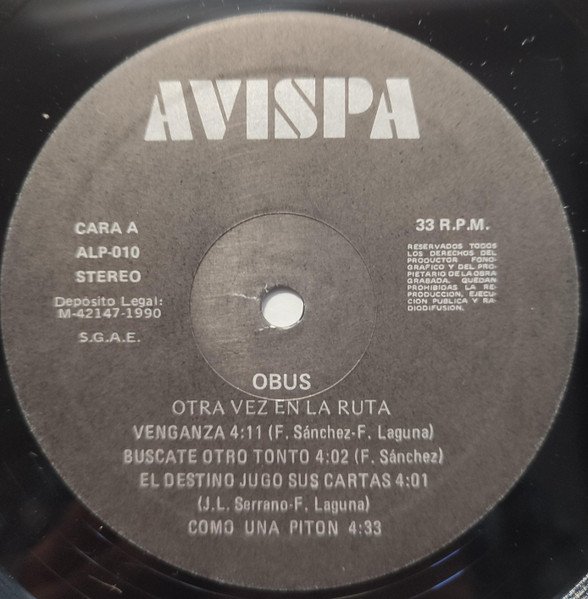 AVISPA
CARA A
ALP-010
STEREO
Depòsito Legal:
M-42147-1990
S.G.A.E.
33 R.P.M.
RESERVADOS TODOS
LOS DERECHOS DEL
PRODUCTOR FONO-
GRAFICO Y DEL PRO-
PIETARIO DE LA OBRA
GRABADA. QUEDAN
PROHIBIDAS LA RE-
PRODUCCION, EJECU-
CION PUBLICA Y RA-
DIODIFUSION.
OBUS
OTRA VEZ EN LA RUTA
VENGANZA 4:11 (F. Sánchez-F. Laguna)
BUSCATE OTRO TONTO 4:02 (F. Sánchez)
EL DESTINO JUGO SUS CARTAS 4:01
(J.L. Serrano-F. Laguna)
COMO UNA PITON 4:33